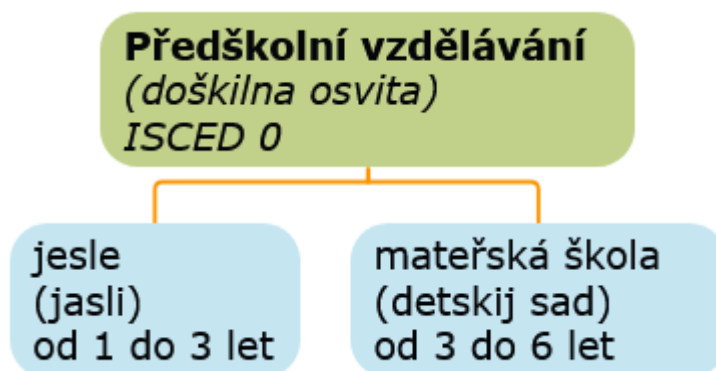 Předškolní vzdělávání
(doškilna osvita)
ISCED 0
jesle
(jasli)
od 1 do 3 let
mateřská škola
(detskij sad)
od 3 do 6 let